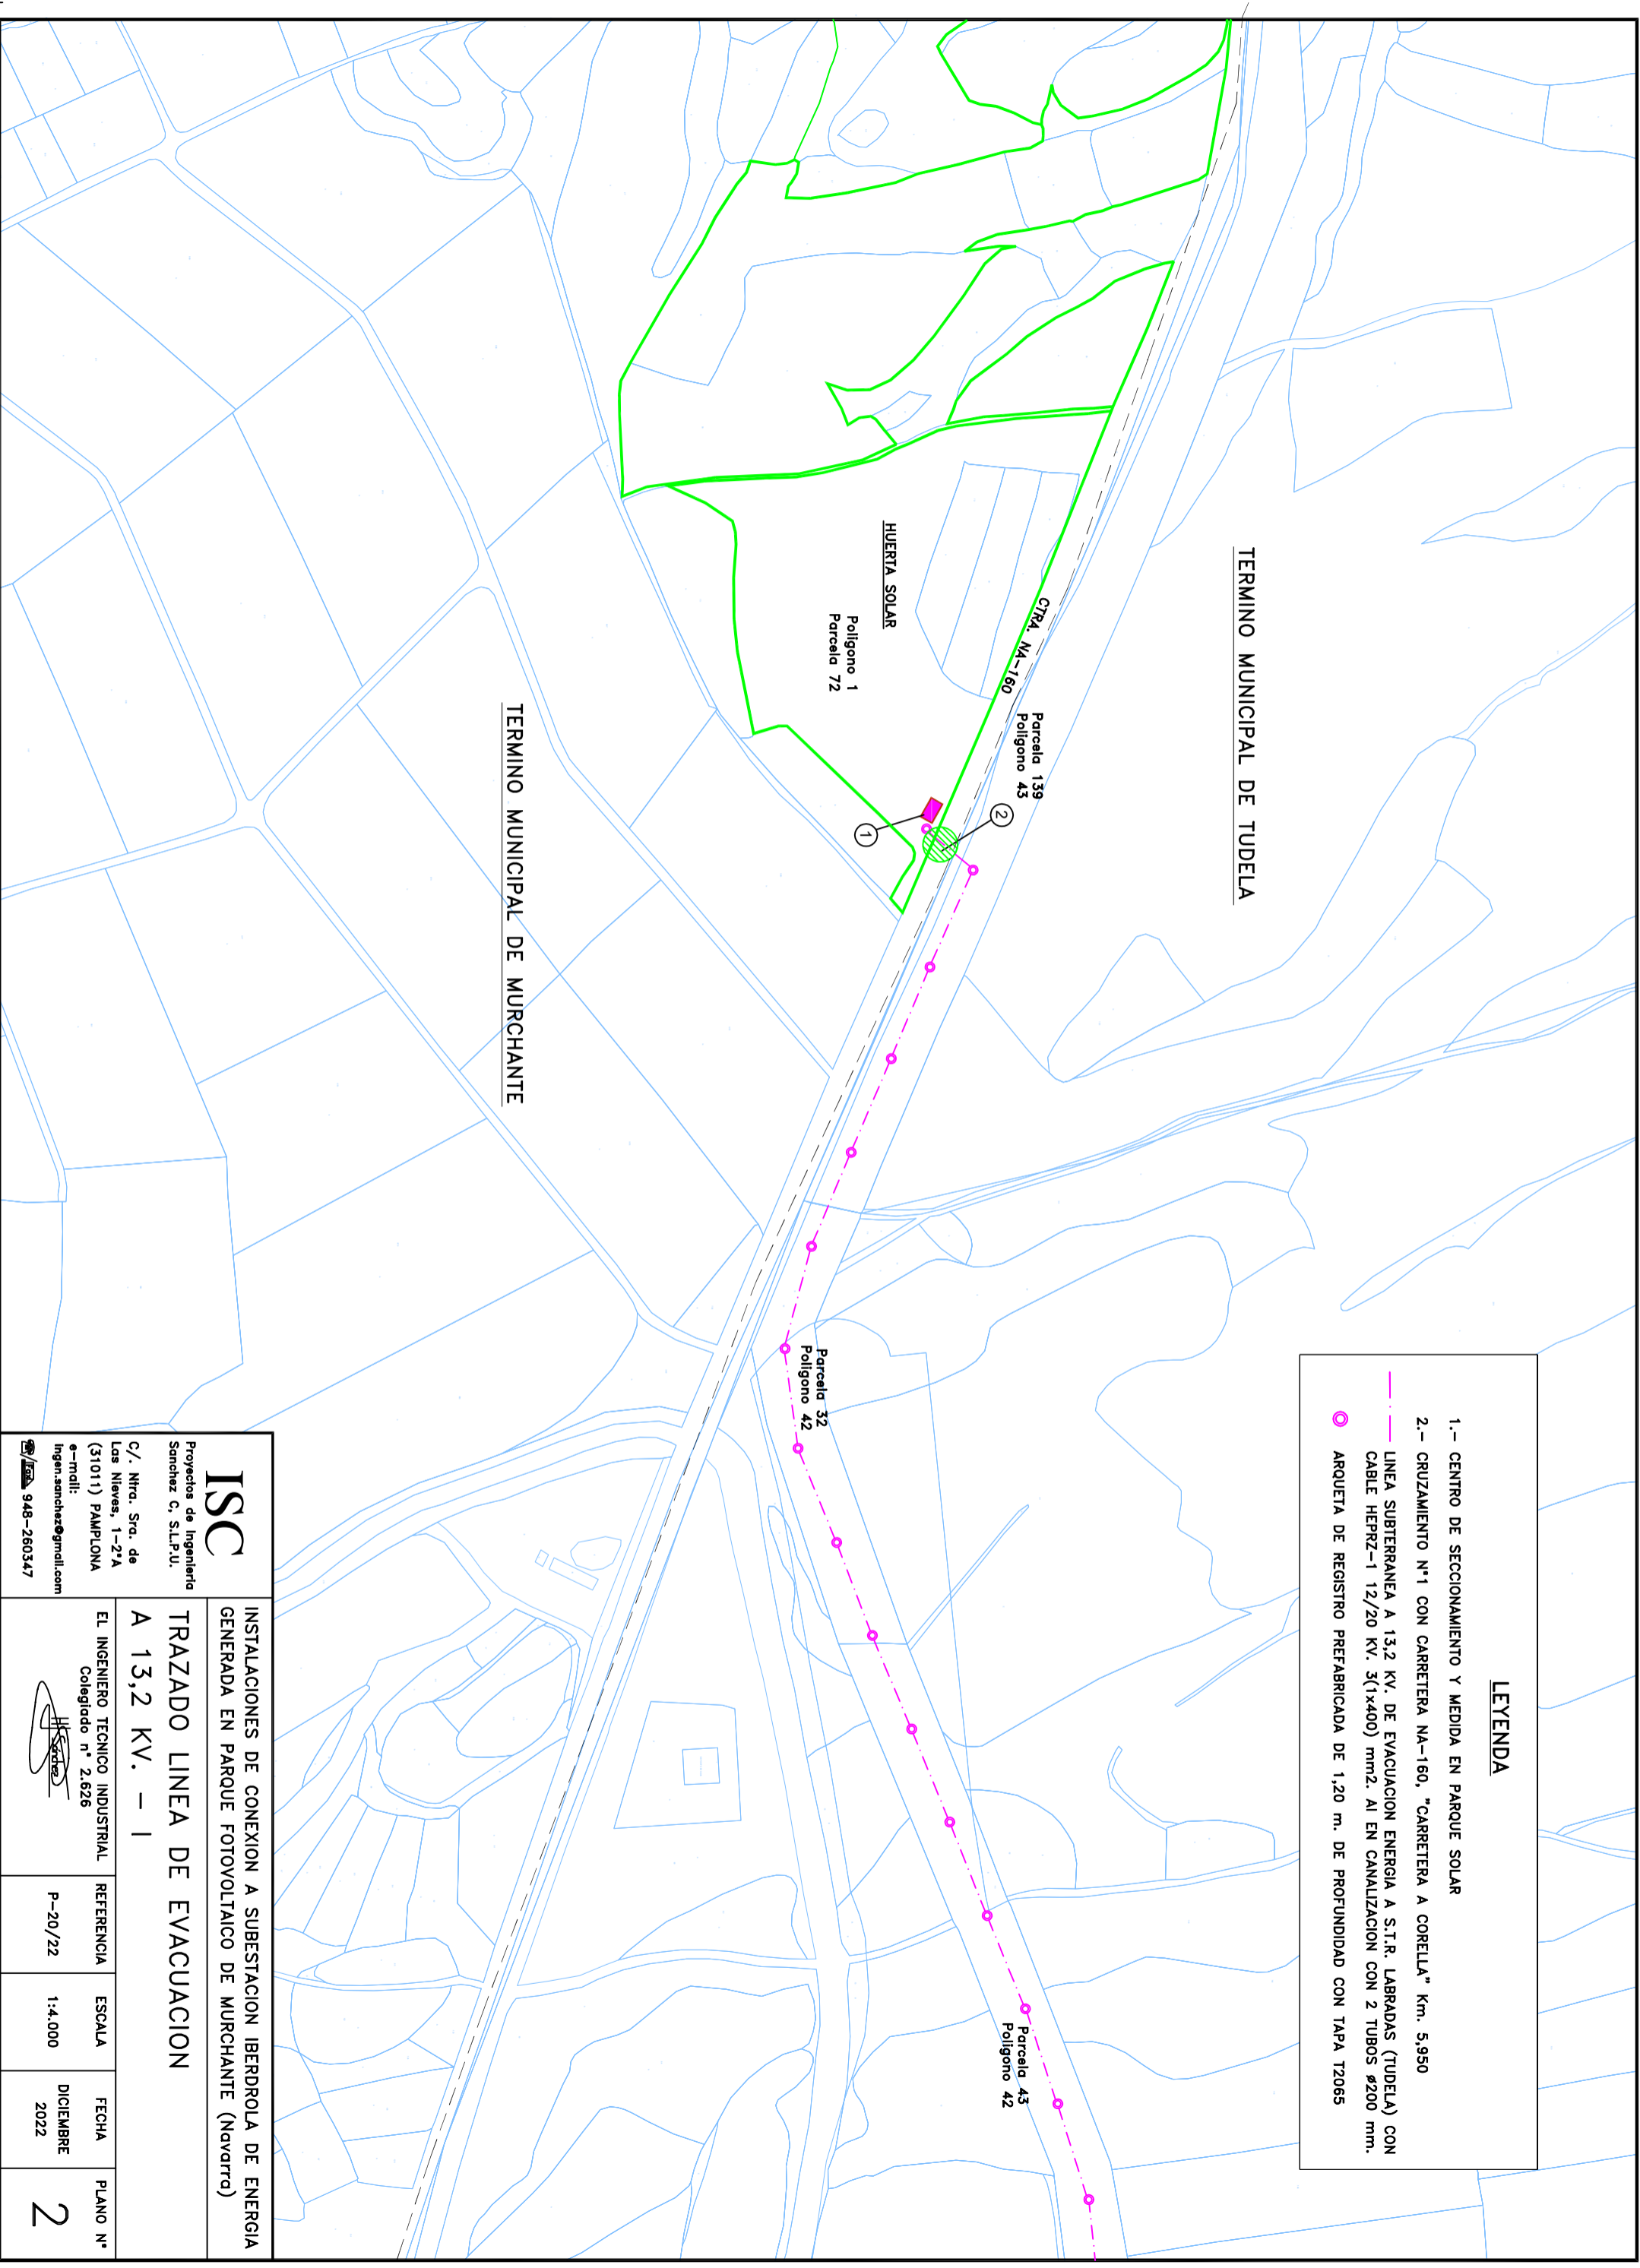 TERMINO MUNICIPAL DE TUDELA
CTRA. NA-160
Parcela 139
Poligono 43
HUERTA SOLAR
Poligono 1
Parcela 72
2
1
TERMINO MUNICIPAL DE MURCHANTE
Parcela 32
Poligono 42
Parcela 43
Poligono 42
LEYENDA
1.- CENTRO DE SECCIONAMIENTO Y MEDIDA EN PARQUE SOLAR
2.- CRUZAMIENTO N°1 CON CARRETERA NA-160, "CARRETERA A CORELLA" Km. 5,950
LINEA SUBTERRANEA A 13,2 KV. DE EVACUACION ENERGIA A S.T.R. LABRADAS (TUDELA) CON
CABLE HEPRZ-1 12/20 KV. 3(1x400) mm2. Al EN CANALIZACION CON 2 TUBOS ø200 mm.
ARQUETA DE REGISTRO PREFABRICADA DE 1,20 m. DE PROFUNDIDAD CON TAPA T2065
ISC
Proyectos de Ingenieria
Sanchez C, S.L.P.U.
C/. Ntra. Sra. de
Las Nieves, 1-2°A
(31011) PAMPLONA
e-mail:
ingen.sanchez@gmail.com
/Fax 948-260347
INSTALACIONES DE CONEXION A SUBESTACION IBERDROLA DE ENERGIA
GENERADA EN PARQUE FOTOVOLTAICO DE MURCHANTE (Navarra)
TRAZADO LINEA DE EVACUACION
A 13,2 KV. - I
EL INGENIERO TECNICO INDUSTRIAL
Colegiado n° 2.626
REFERENCIA
P-20/22
ESCALA
1:4.000
FECHA
DICIEMBRE
2022
PLANO N°
2